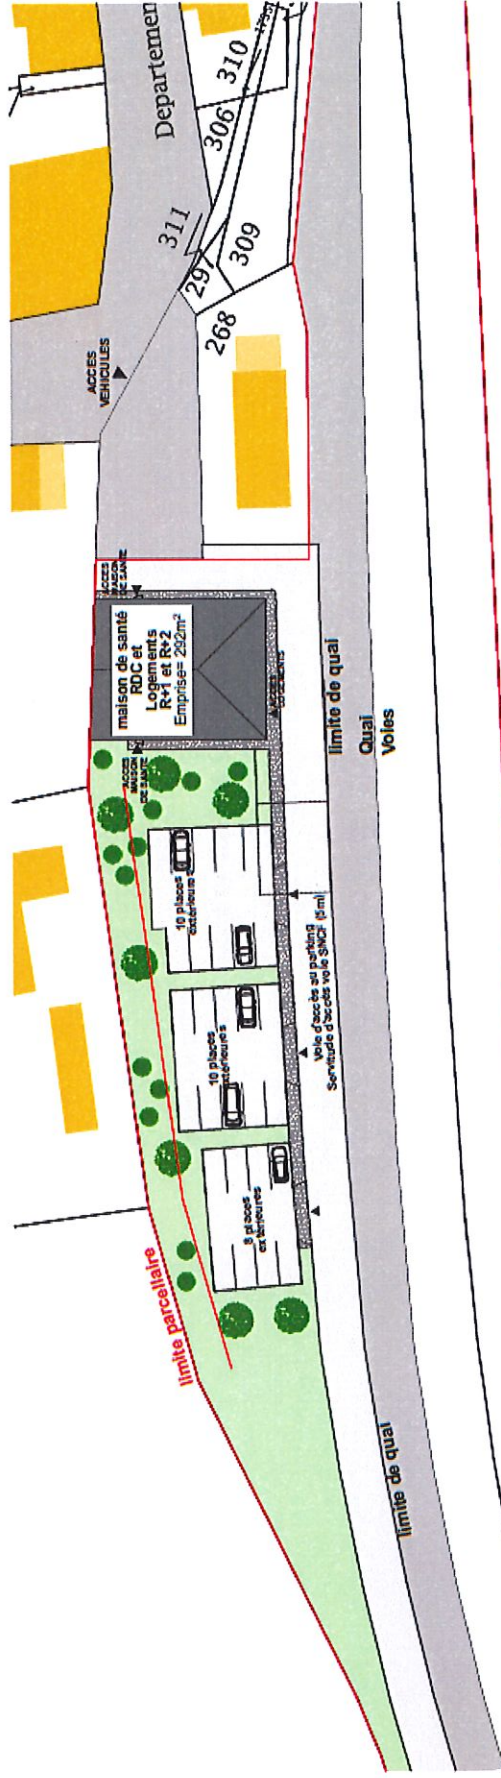 Departemen
310
306
311
309
297
268
ACCES
VEHICULES
ACCES
MAISON
DE SANTE
maison de santé
RDC et
Logements
R+1 et R+2
Emprise= 292m²
ACCES
MAISON
DE SANTE
ACCES
LOGEMENTS
limite de quai
Quai
Voies
10 places
extérieures
10 places
extérieures
8 places
extérieures
Voie d'accès au parking
Servitude d'accès voie SNCF (5m)
limite parcellaire
limite de quai